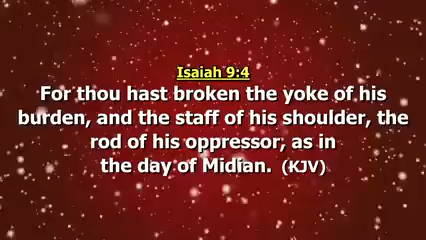 Isaiah 9:4
For thou hast broken the yoke of his
burden, and the staff of his shoulder, the
rod of his oppressor, as in
the day of Midian. (KJV)